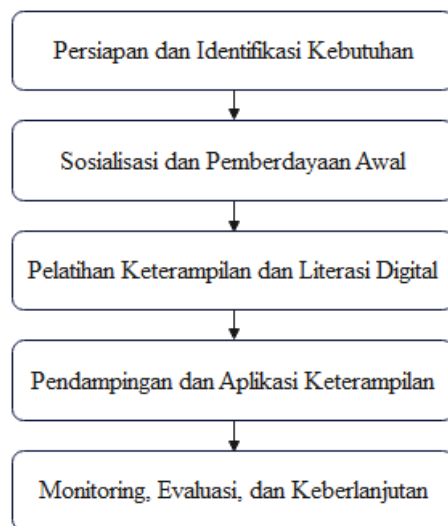 Persiapan dan Identifikasi Kebutuhan
Sosialisasi dan Pemberdayaan Awal
Pelatihan Keterampilan dan Literasi Digital
Pendampingan dan Aplikasi Keterampilan
Monitoring, Evaluasi, dan Keberlanjutan